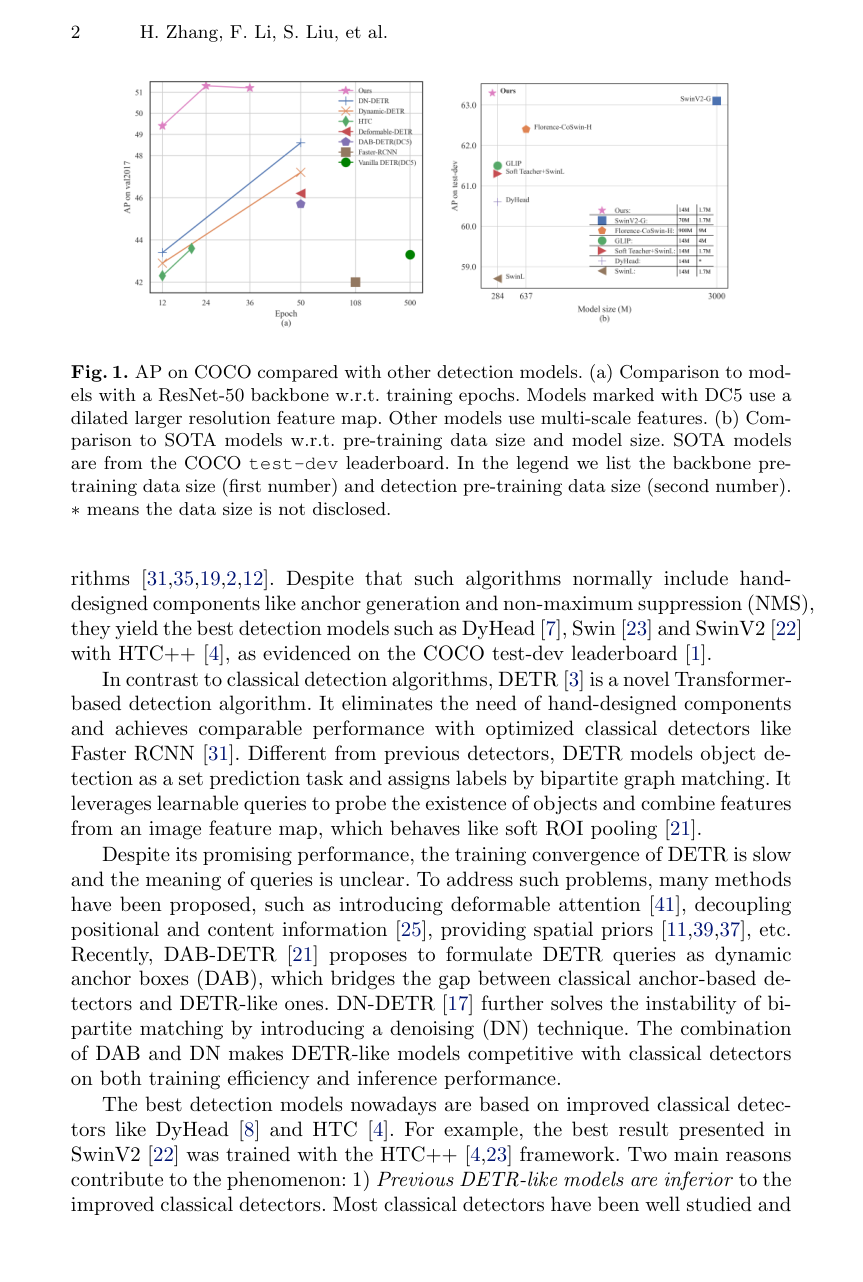 2 H. Zhang, F. Li, S. Liu, et al.
51
50
49
48
46
44
42
AP on val2017
12 24 36 50 108 500
Epoch
(a)
Ours
DN-DETR
Dynamic-DETR
HTC
Deformable-DETR
DAB-DETR(DC5)
Faster-RCNN
Vanilla DETR(DC5)
63.0
62.0
61.0
60.0
59.0
AP on test-dev
Ours
SwinV2-G
Florence-CoSwin-H
GLIP
Soft Teacher+SwinL
DyHead
SwinL
Ours: 14M 1.7M
SwinV2-G: 70M 1.7M
Florence-CoSwin-H: 900M 9M
GLIP: 14M 4M
Soft Teacher+SwinL: 14M 1.7M
DyHead: 14M *
SwinL: 14M 1.7M
284 637 3000
Model size (M)
(b)
Fig. 1. AP on COCO compared with other detection models. (a) Comparison to mod-
els with a ResNet-50 backbone w.r.t. training epochs. Models marked with DC5 use a
dilated larger resolution feature map. Other models use multi-scale features. (b) Com-
parison to SOTA models w.r.t. pre-training data size and model size. SOTA models
are from the COCO test-dev leaderboard. In the legend we list the backbone pre-
training data size (first number) and detection pre-training data size (second number).
∗ means the data size is not disclosed.
rithms [31,35,19,2,12]. Despite that such algorithms normally include hand-
designed components like anchor generation and non-maximum suppression (NMS),
they yield the best detection models such as DyHead [7], Swin [23] and SwinV2 [22]
with HTC++ [4], as evidenced on the COCO test-dev leaderboard [1].
In contrast to classical detection algorithms, DETR [3] is a novel Transformer-
based detection algorithm. It eliminates the need of hand-designed components
and achieves comparable performance with optimized classical detectors like
Faster RCNN [31]. Different from previous detectors, DETR models object de-
tection as a set prediction task and assigns labels by bipartite graph matching. It
leverages learnable queries to probe the existence of objects and combine features
from an image feature map, which behaves like soft ROI pooling [21].
Despite its promising performance, the training convergence of DETR is slow
and the meaning of queries is unclear. To address such problems, many methods
have been proposed, such as introducing deformable attention [41], decoupling
positional and content information [25], providing spatial priors [11,39,37], etc.
Recently, DAB-DETR [21] proposes to formulate DETR queries as dynamic
anchor boxes (DAB), which bridges the gap between classical anchor-based de-
tectors and DETR-like ones. DN-DETR [17] further solves the instability of bi-
partite matching by introducing a denoising (DN) technique. The combination
of DAB and DN makes DETR-like models competitive with classical detectors
on both training efficiency and inference performance.
The best detection models nowadays are based on improved classical detec-
tors like DyHead [8] and HTC [4]. For example, the best result presented in
SwinV2 [22] was trained with the HTC++ [4,23] framework. Two main reasons
contribute to the phenomenon: 1) Previous DETR-like models are inferior to the
improved classical detectors. Most classical detectors have been well studied and